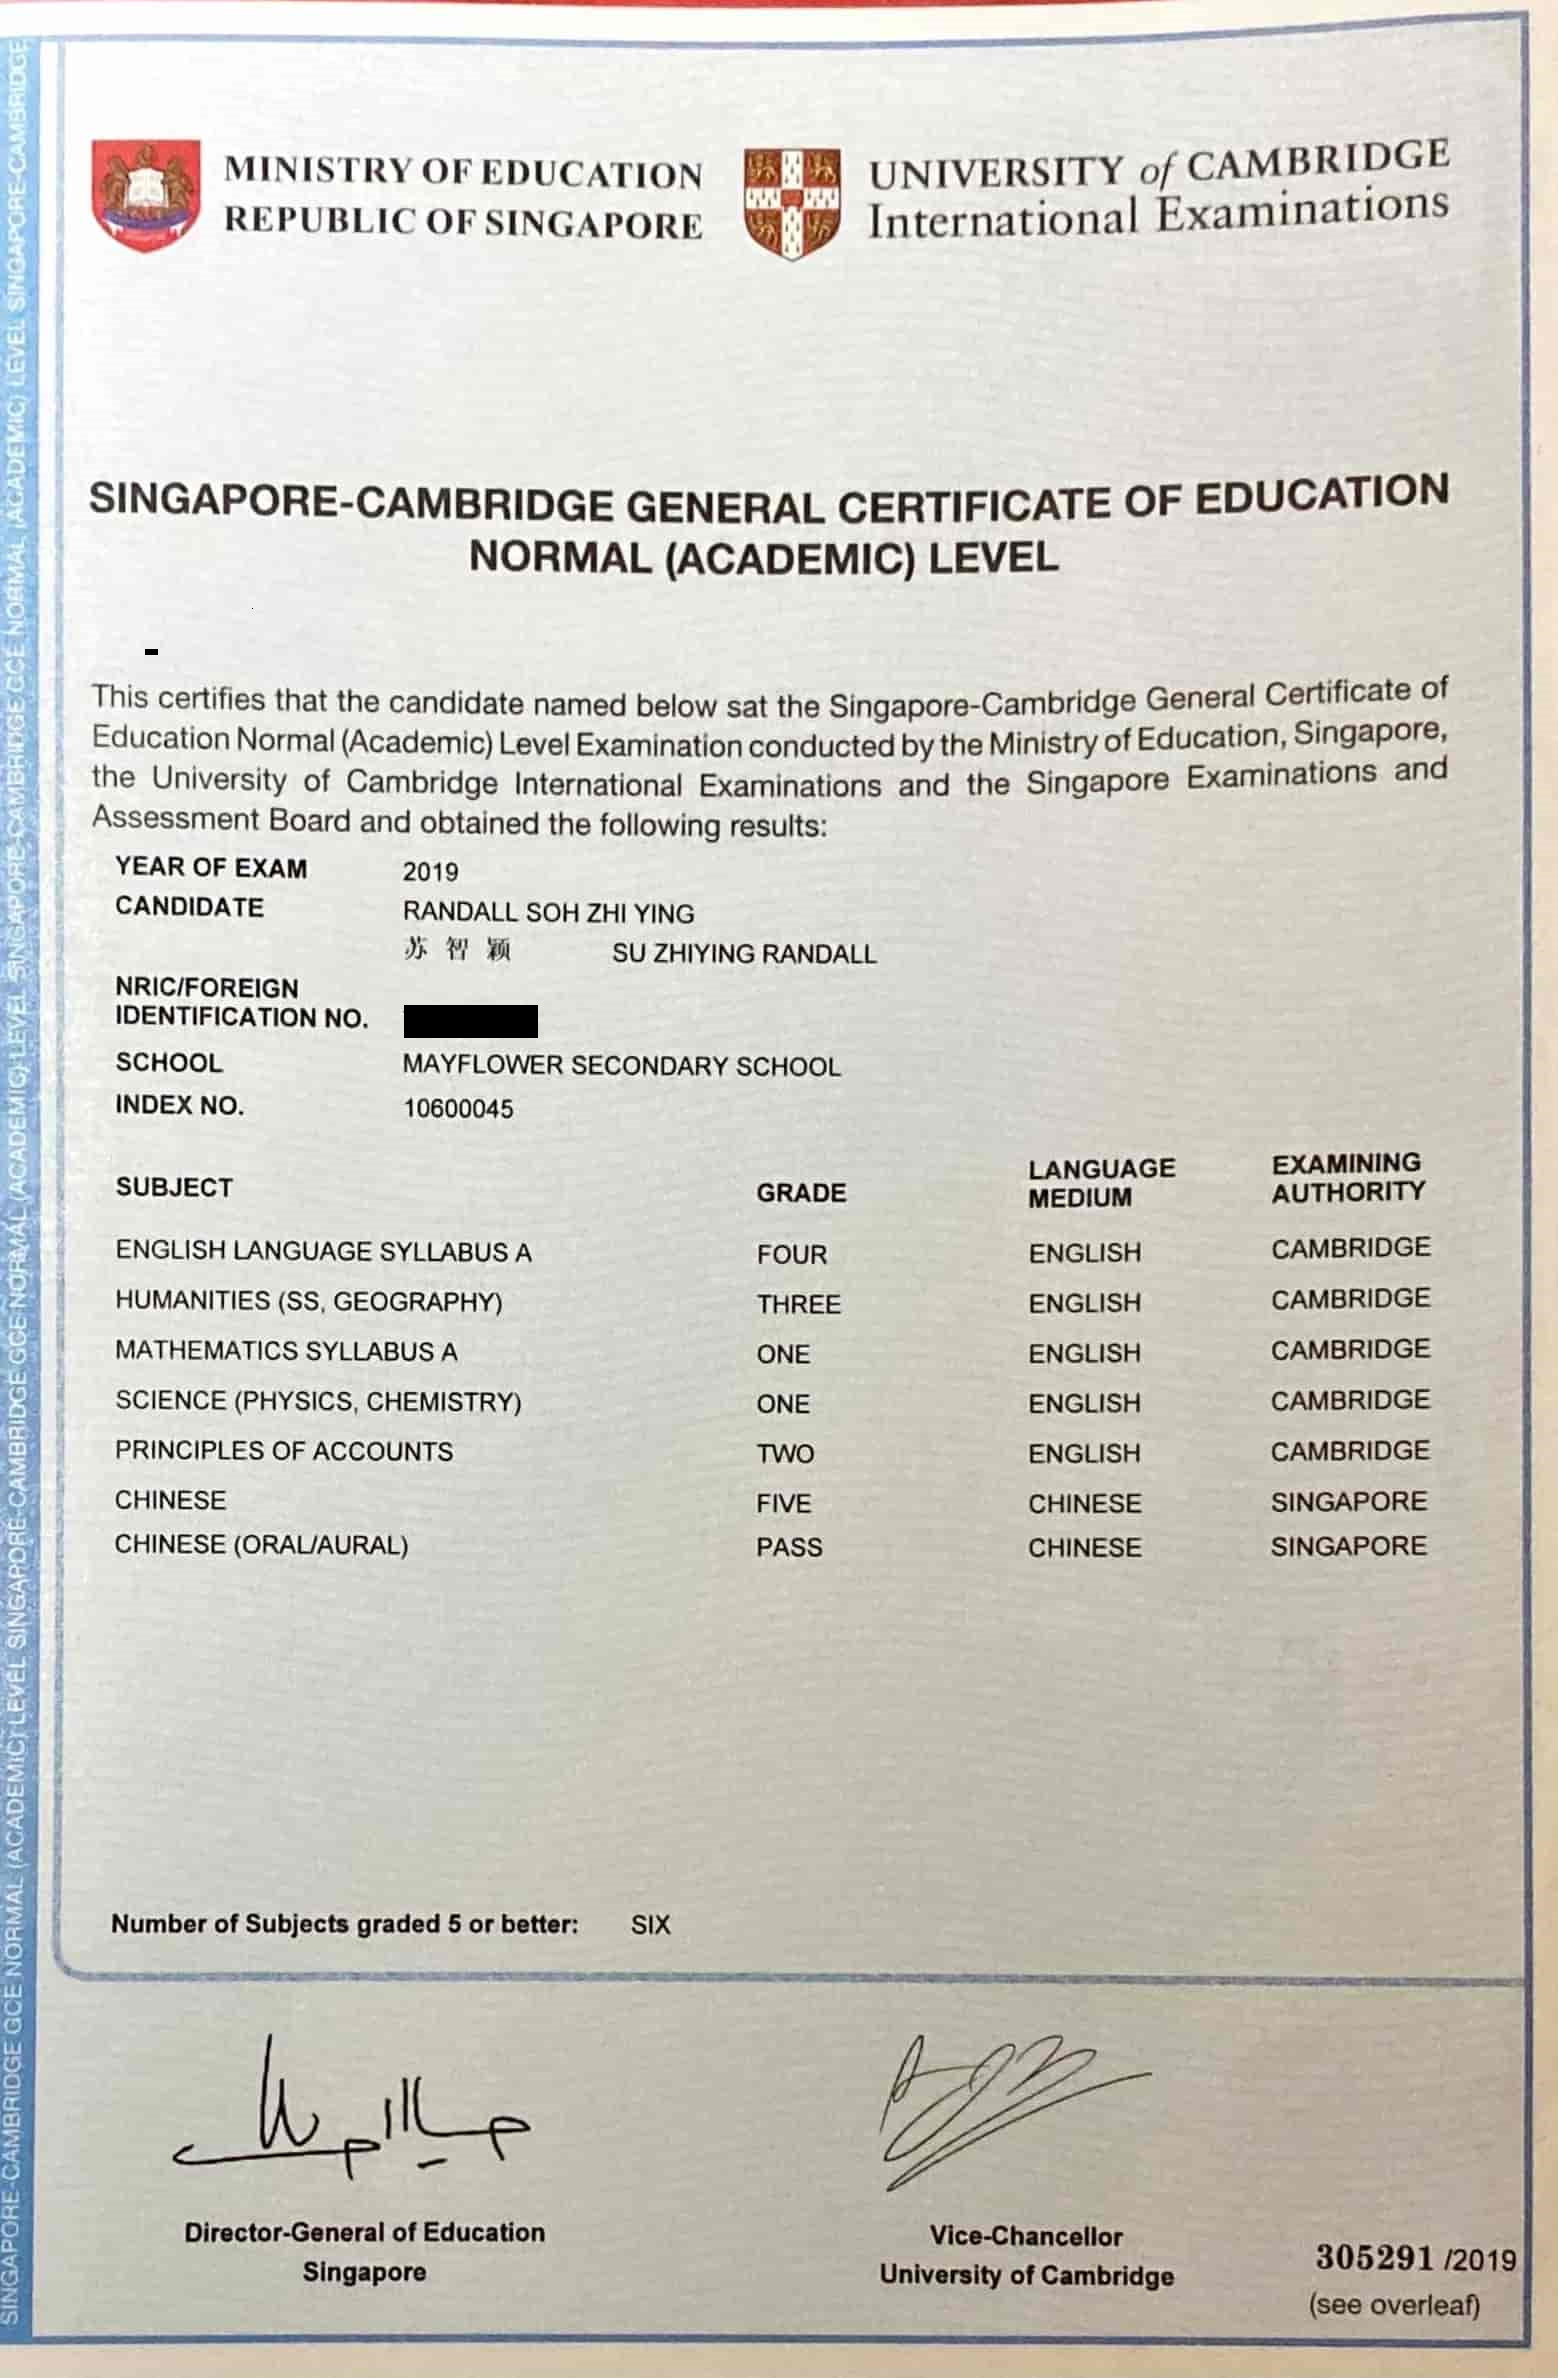 MINISTRY OF EDUCATION
REPUBLIC OF SINGAPORE
UNIVERSITY of CAMBRIDGE
International Examinations
SINGAPORE-CAMBRIDGE GENERAL CERTIFICATE OF EDUCATION
NORMAL (ACADEMIC) LEVEL
This certifies that the candidate named below sat the Singapore-Cambridge General Certificate of
Education Normal (Academic) Level Examination conducted by the Ministry of Education, Singapore,
the University of Cambridge International Examinations and the Singapore Examinations and
Assessment Board and obtained the following results:
YEAR OF EXAM 2019
CANDIDATE RANDALL SOH ZHI YING
苏 智 颖 SU ZHIYING RANDALL
NRIC/FOREIGN
IDENTIFICATION NO.
SCHOOL MAYFLOWER SECONDARY SCHOOL
INDEX NO. 10600045
SUBJECT GRADE LANGUAGE MEDIUM EXAMINING AUTHORITY
ENGLISH LANGUAGE SYLLABUS A FOUR ENGLISH CAMBRIDGE
HUMANITIES (SS, GEOGRAPHY) THREE ENGLISH CAMBRIDGE
MATHEMATICS SYLLABUS A ONE ENGLISH CAMBRIDGE
SCIENCE (PHYSICS, CHEMISTRY) ONE ENGLISH CAMBRIDGE
PRINCIPLES OF ACCOUNTS TWO ENGLISH CAMBRIDGE
CHINESE FIVE CHINESE SINGAPORE
CHINESE (ORAL/AURAL) PASS CHINESE SINGAPORE
Number of Subjects graded 5 or better: SIX
Director-General of Education
Singapore
Vice-Chancellor
University of Cambridge
305291 /2019
(see overleaf)
SINGAPORE-CAMBRIDGE GCE NORMAL (ACADEMIC) LEVEL SINGAPORE-CAMBRIDGE GCE NORMAL (ACADEMIC) LEVEL SINGAPORE-CAMBRIDGE GCE NORMAL (ACADEMIC) LEVEL SINGAPORE-CAMBRIDGE GCE NORMAL (ACADEMIC) LEVEL SINGAPORE-CAMBRIDGE